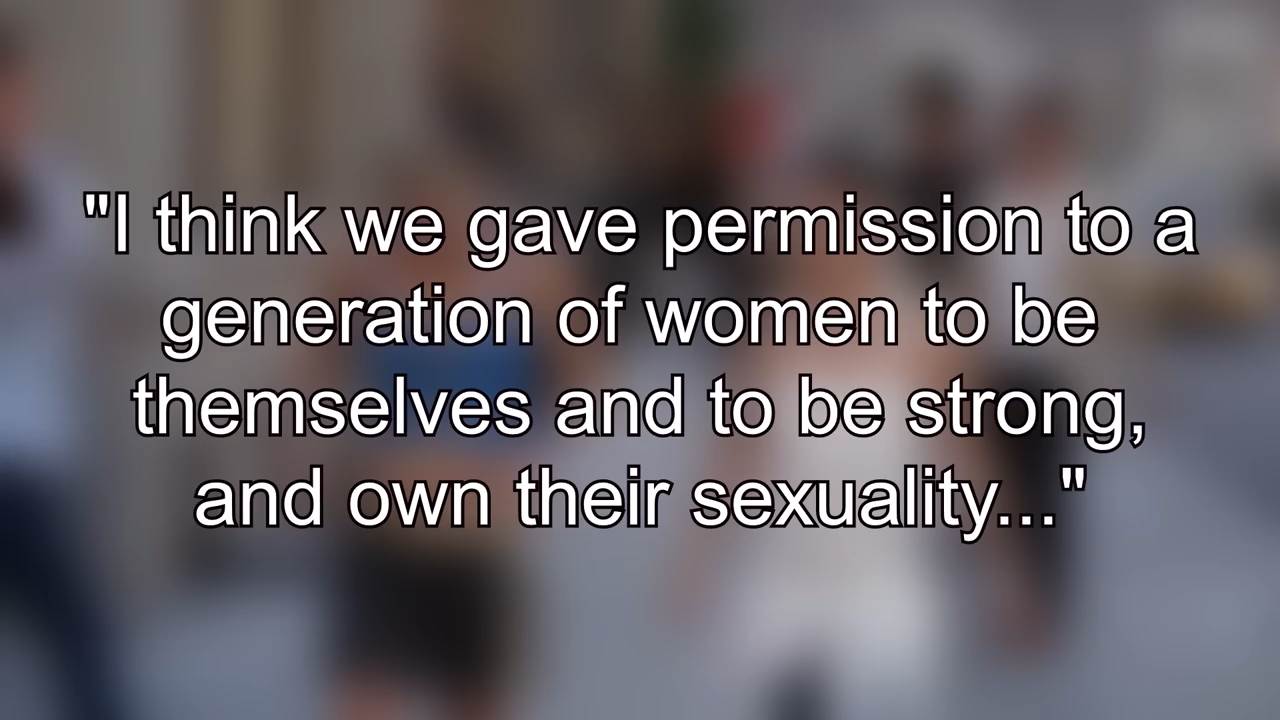 "I think we gave permission to a
generation of women to be
themselves and to be strong,
and own their sexuality..."